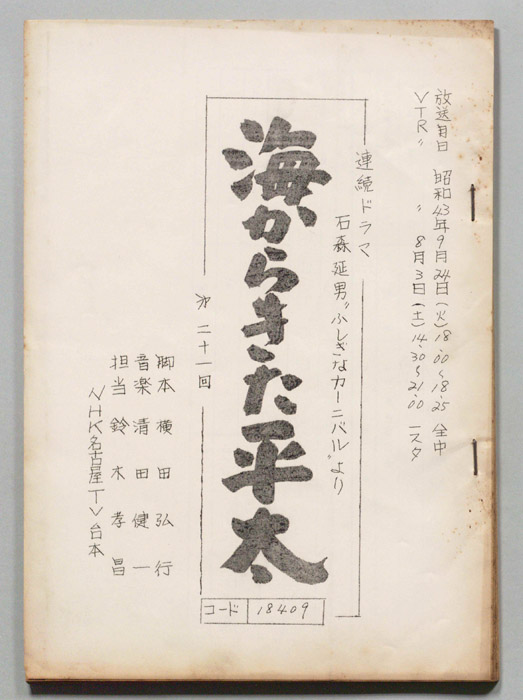 放送日日 昭和43年9月24日(火)18.00~18.25 全中
VTR〃 〃 8月3日(土)14.30~21.00 1スタ
連続ドラマ
石森延男〝ふしぎなカーニバル〟より
海からきた平太
第二十一回
脚本 横田弘行
音楽 清田健一
担当 鈴木孝昌
NHK名古屋TV台本
コード 18409